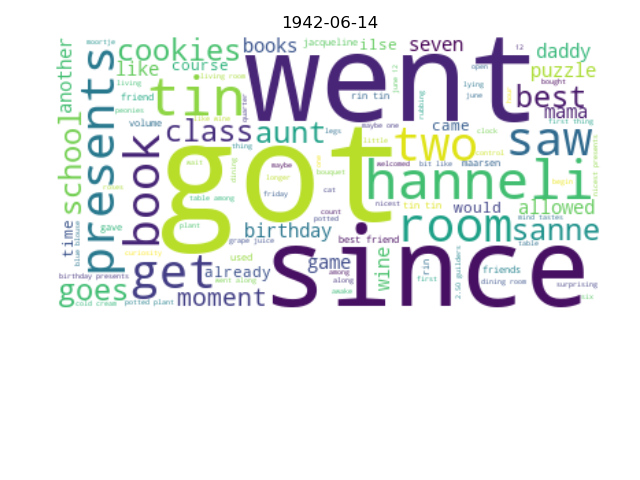 1942-06-14
cookies
books
jacqueline
ilse
seven
daddy
moortje
another
like
course
living room
went
12
open
puzzle
friend
living
tin
rin tin
june 12
lying
best
mama
presents
volume
like mine
quarter
rubbing
hour
first thing
school
class
aunt
legs
maybe one
came
clock
saw
book
thing
little
two
control
wait
dining
got
maybe
welcomed
bit like
maarsen
hanneli
nicest presents
longer
friday
cat
bouquet
nicest
tin tin
begin
would
allowed
roses
table among
peonies
time
blue blouse
gave
plant
count
potted
room
sanne
mind tastes
birthday
best friend
table
get
curiosity
grape juice
since
birthday presents
already
used
game
wine
rin
friends
among
dining room
went along
along
first
2.50 guilders
surprising
goes
moment
awake
six
cold cream
potted plant
bought
june